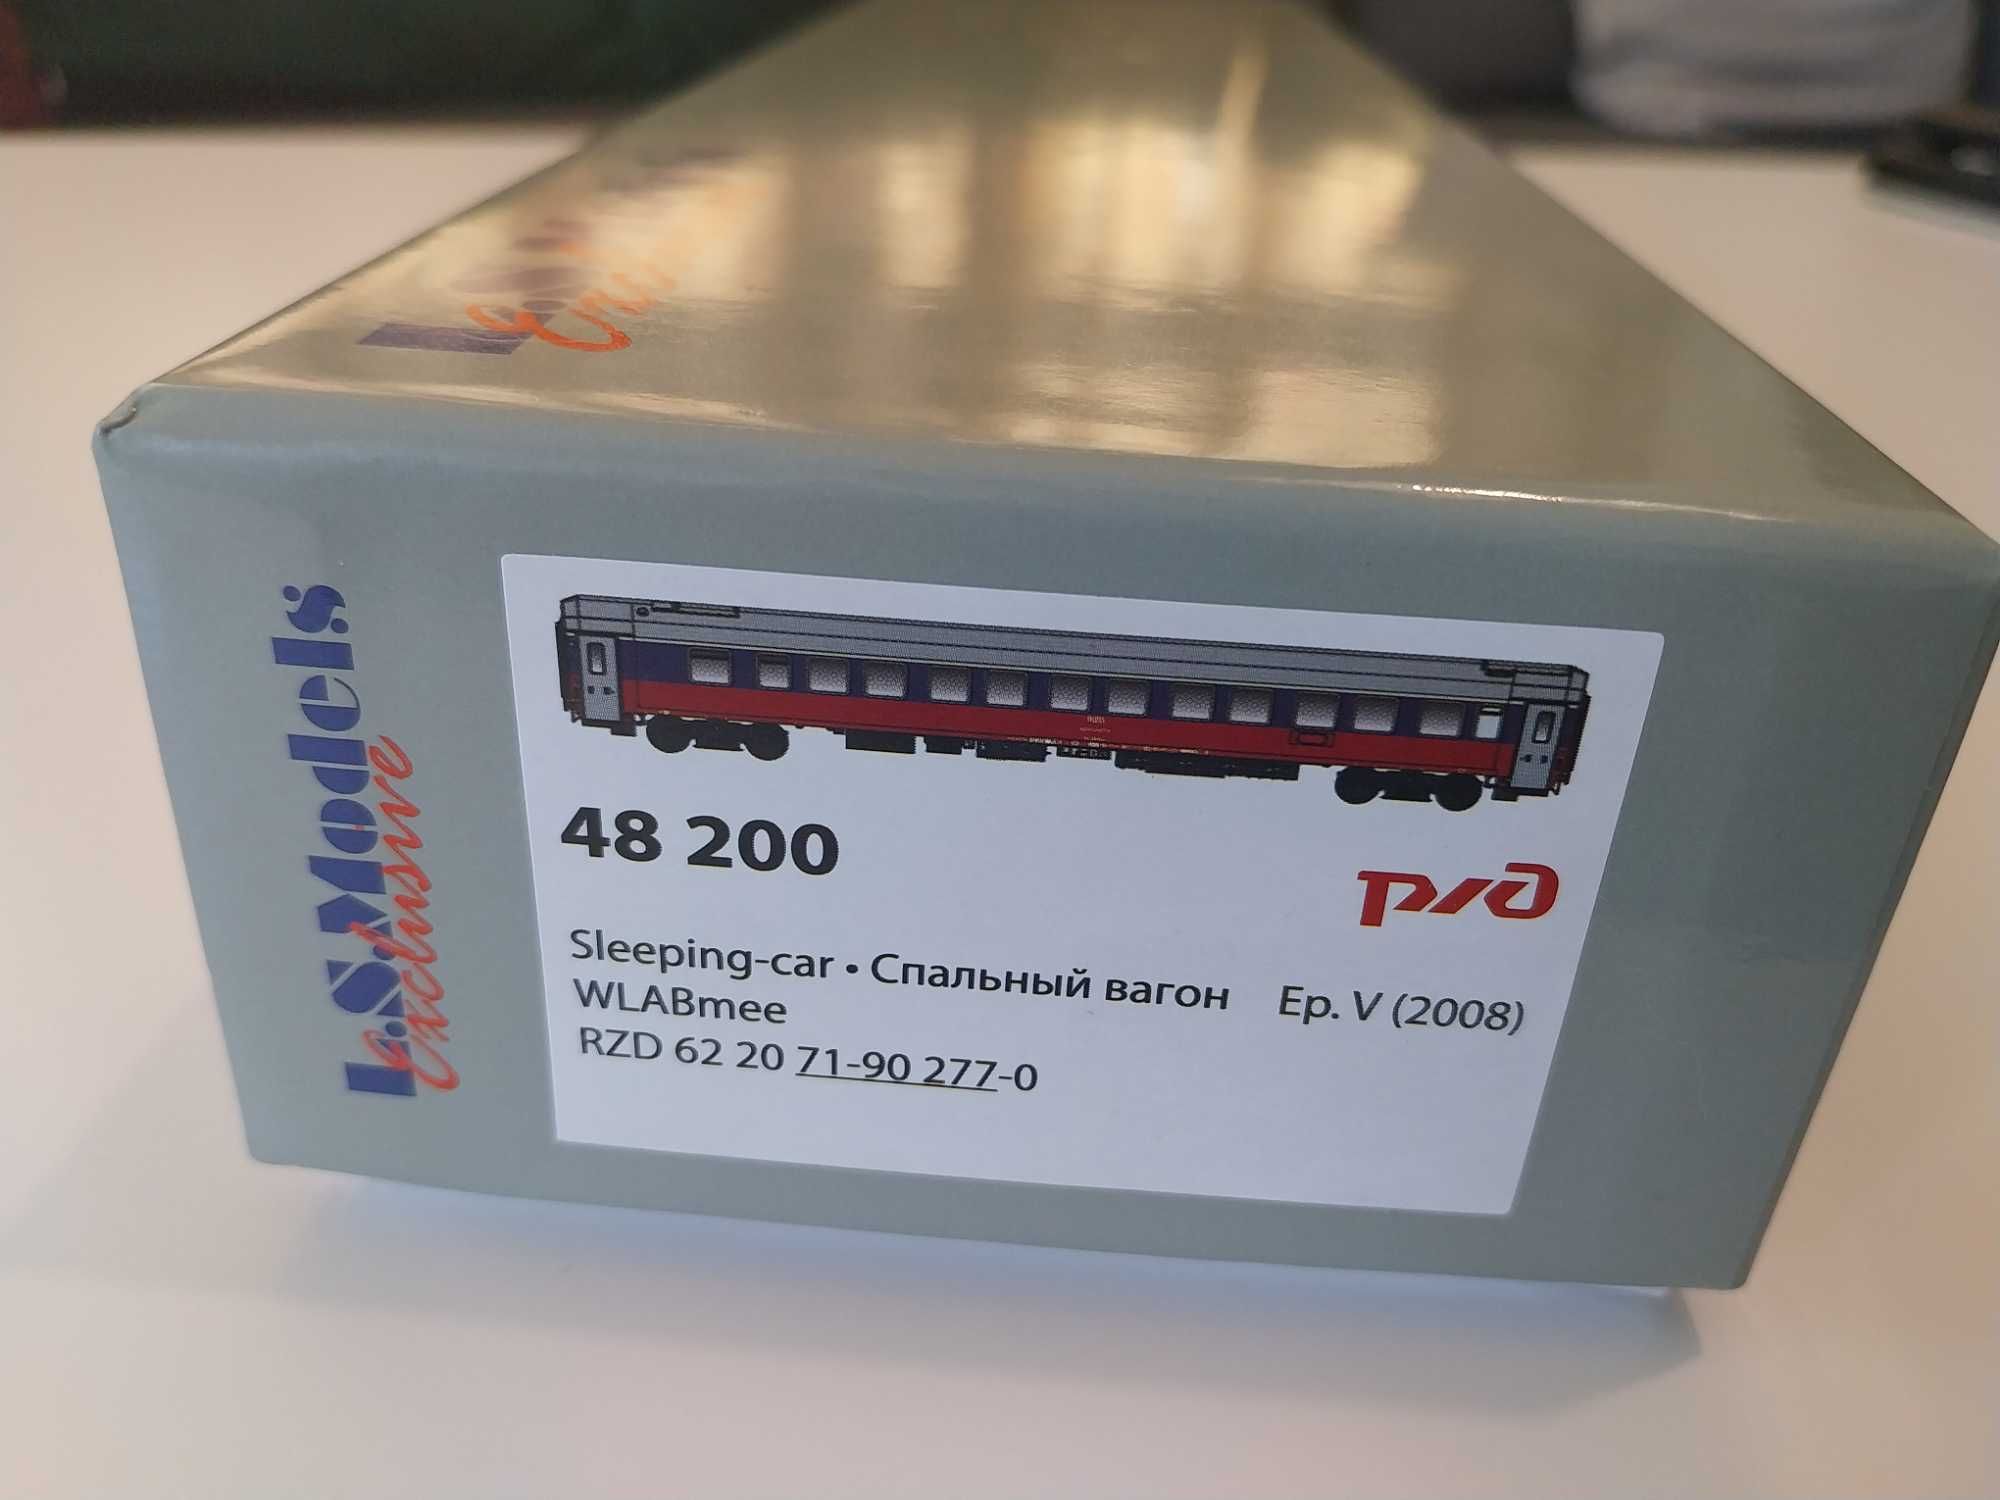 L.S.Models
Exclusive
48 200
РЖД
Sleeping-car • Спальный вагон Ep. V (2008)
WLABmee
RZD 62 20 71-90 277-0